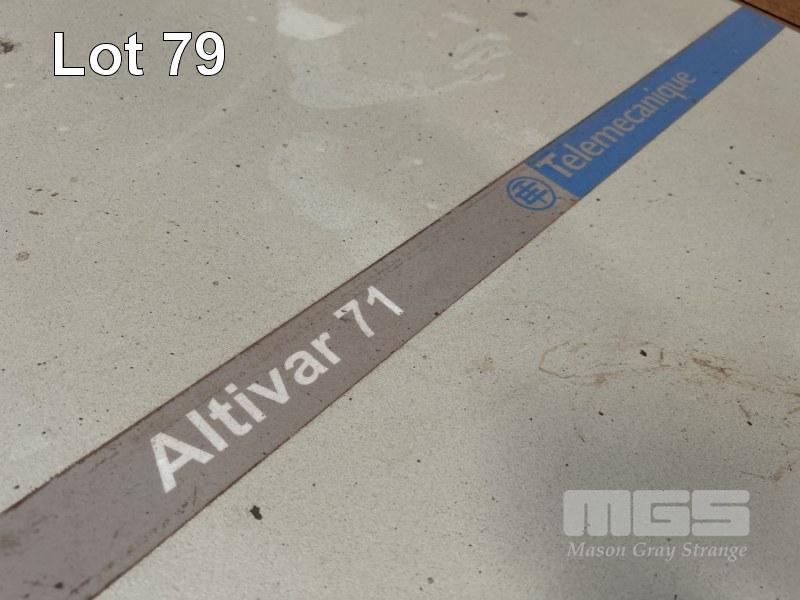 Lot 79
Telemecanique
Altivar 71
MGS
Mason Gray Strange